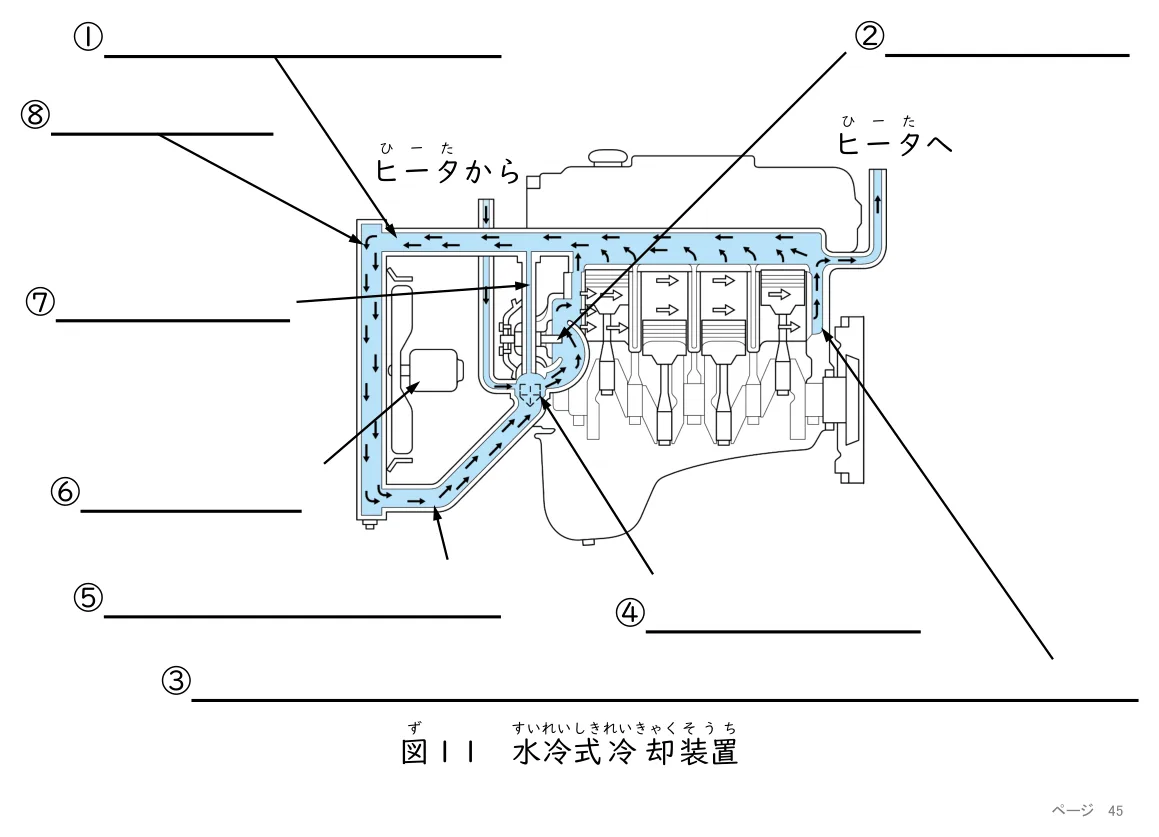 ①
②
⑧
ひーた
ヒータから
ひーた
ヒータへ
⑦
⑥
⑤
④
③
ず すいれいしきれいきゃくそうち
図11 水冷式冷却装置
ページ 45